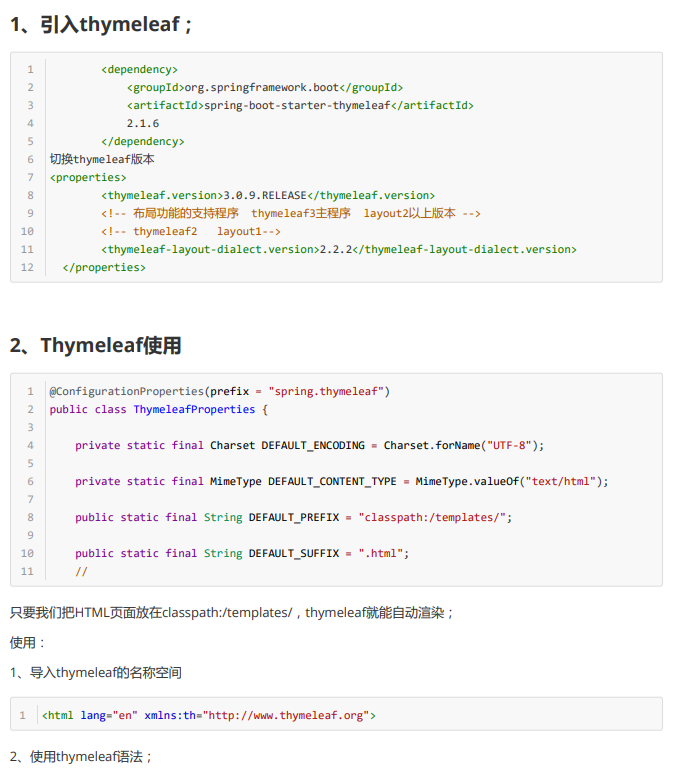 1、引入thymeleaf；
1 <dependency>
2 <groupId>org.springframework.boot</groupId>
3 <artifactId>spring-boot-starter-thymeleaf</artifactId>
4 2.1.6
5 </dependency>
6 切换thymeleaf版本
7 <properties>
8 <thymeleaf.version>3.0.9.RELEASE</thymeleaf.version>
9 <!-- 布局功能的支持程序  thymeleaf3主程序  layout2以上版本 -->
10 <!-- thymeleaf2   layout1-->
11 <thymeleaf-layout-dialect.version>2.2.2</thymeleaf-layout-dialect.version>
12 </properties>
2、Thymeleaf使用
1 @ConfigurationProperties(prefix = "spring.thymeleaf")
2 public class ThymeleafProperties {
3
4 private static final Charset DEFAULT_ENCODING = Charset.forName("UTF-8");
5
6 private static final MimeType DEFAULT_CONTENT_TYPE = MimeType.valueOf("text/html");
7
8 public static final String DEFAULT_PREFIX = "classpath:/templates/";
9
10 public static final String DEFAULT_SUFFIX = ".html";
11 //
只要我们把HTML页面放在classpath:/templates/，thymeleaf就能自动渲染；
使用：
1、导入thymeleaf的名称空间
1 <html lang="en" xmlns:th="http://www.thymeleaf.org">
2、使用thymeleaf语法；